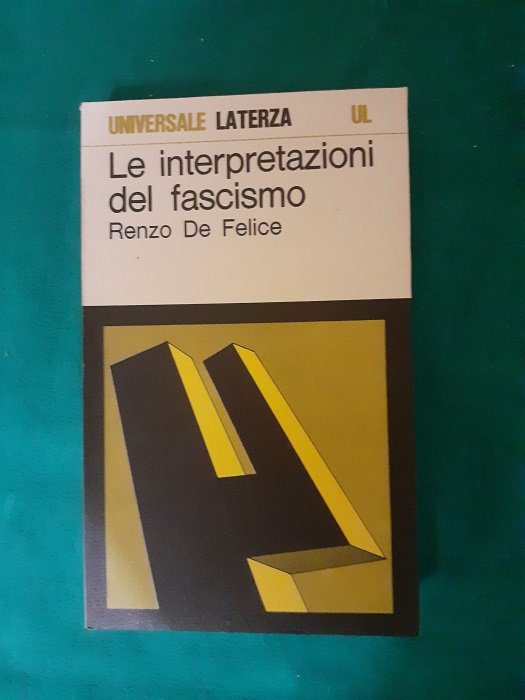 UNIVERSALE LATERZA UL
Le interpretazioni
del fascismo
Renzo De Felice